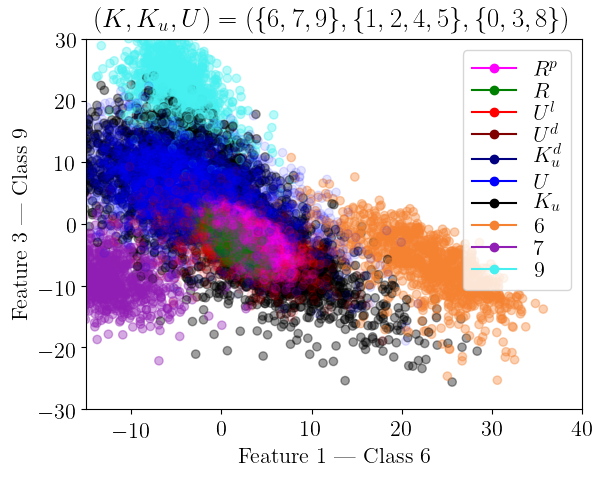 (K, K_u, U) = ({6, 7, 9}, {1, 2, 4, 5}, {0, 3, 8})
30
20
10
0
−10
−20
−30
Feature 3 — Class 9
R^p
R
U^l
U^d
K_u^d
U
K_u
6
7
9
−10
0
10
20
30
40
Feature 1 — Class 6